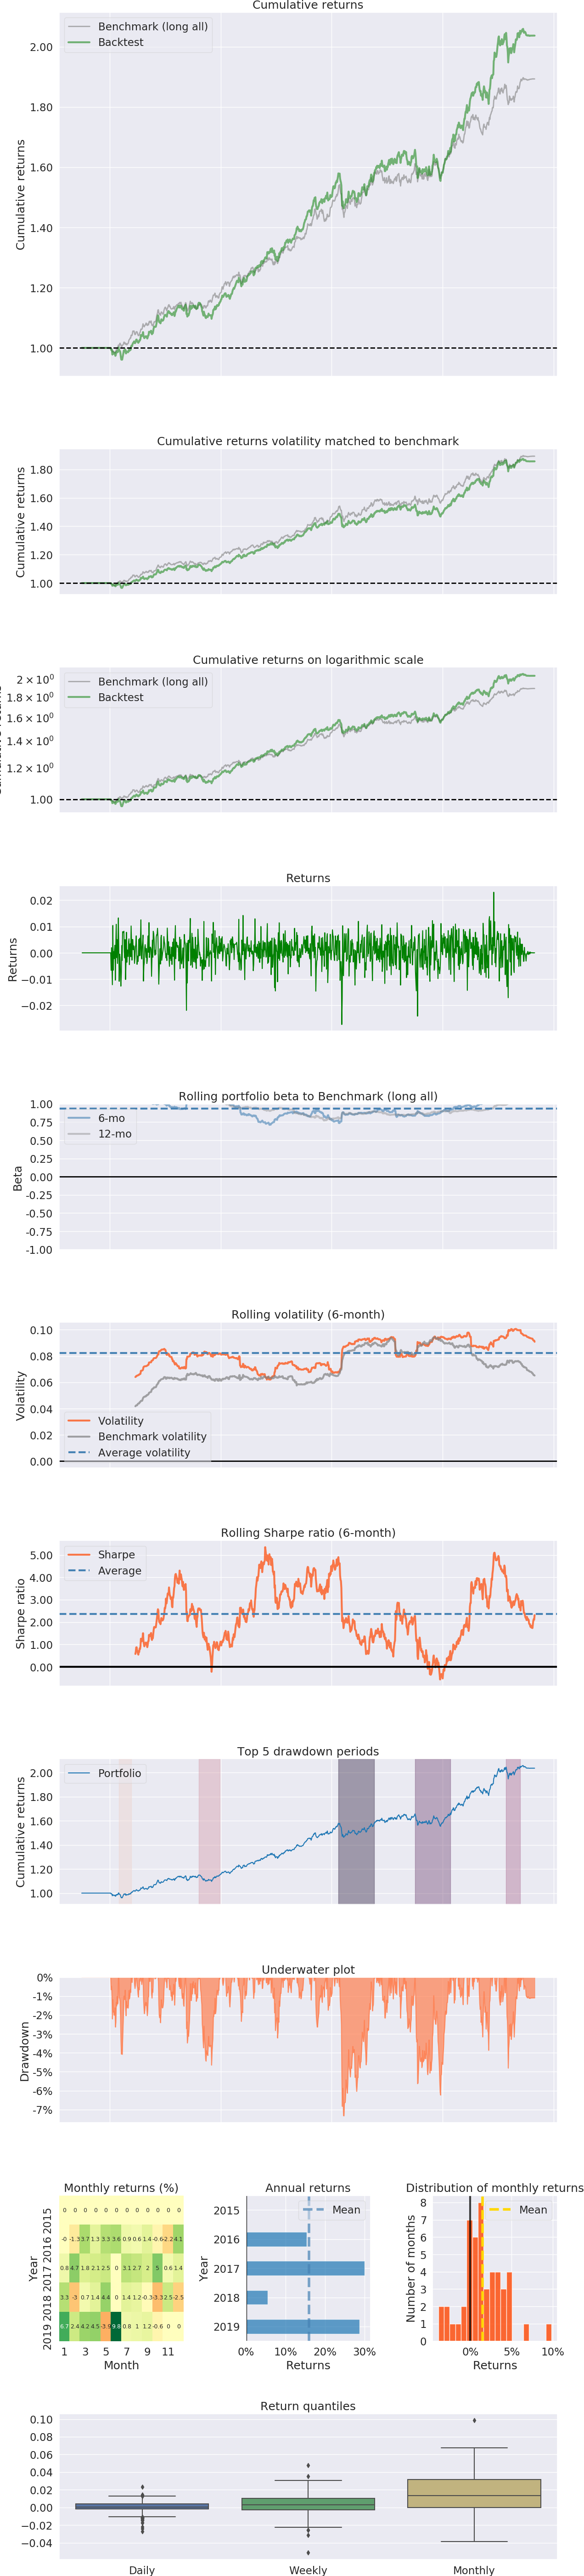 Cumulative returns
Benchmark (long all)
Backtest
Cumulative returns
2.00
1.80
1.60
1.40
1.20
1.00
Cumulative returns volatility matched to benchmark
Cumulative returns
1.80
1.60
1.40
1.20
1.00
Cumulative returns on logarithmic scale
Benchmark (long all)
Backtest
2 × 10⁰
1.8 × 10⁰
1.6 × 10⁰
1.4 × 10⁰
1.2 × 10⁰
1.00
Returns
Returns
0.02
0.01
0.00
−0.01
−0.02
Rolling portfolio beta to Benchmark (long all)
6-mo
12-mo
Beta
1.00
0.75
0.50
0.25
0.00
-0.25
-0.50
-0.75
-1.00
Rolling volatility (6-month)
Volatility
Benchmark volatility
Average volatility
Volatility
0.10
0.08
0.06
0.04
0.02
0.00
Rolling Sharpe ratio (6-month)
Sharpe
Average
Sharpe ratio
5.00
4.00
3.00
2.00
1.00
0.00
Top 5 drawdown periods
Portfolio
Cumulative returns
2.00
1.80
1.60
1.40
1.20
1.00
Underwater plot
Drawdown
0%
-1%
-2%
-3%
-4%
-5%
-6%
-7%
Monthly returns (%)
Year
2019 2018 2017 2016 2015
0 0 0 0 0 0 0 0 0 0 0 0
1 3 5 7 9 11
Month
Annual returns
Mean
Year
2015
2016
2017
2018
2019
0% 10% 20% 30%
Returns
Distribution of monthly returns
Mean
Number of months
8
7
6
5
4
3
2
1
0
0% 5% 10%
Returns
Return quantiles
0.10
0.08
0.06
0.04
0.02
0.00
−0.02
−0.04
Daily Weekly Monthly